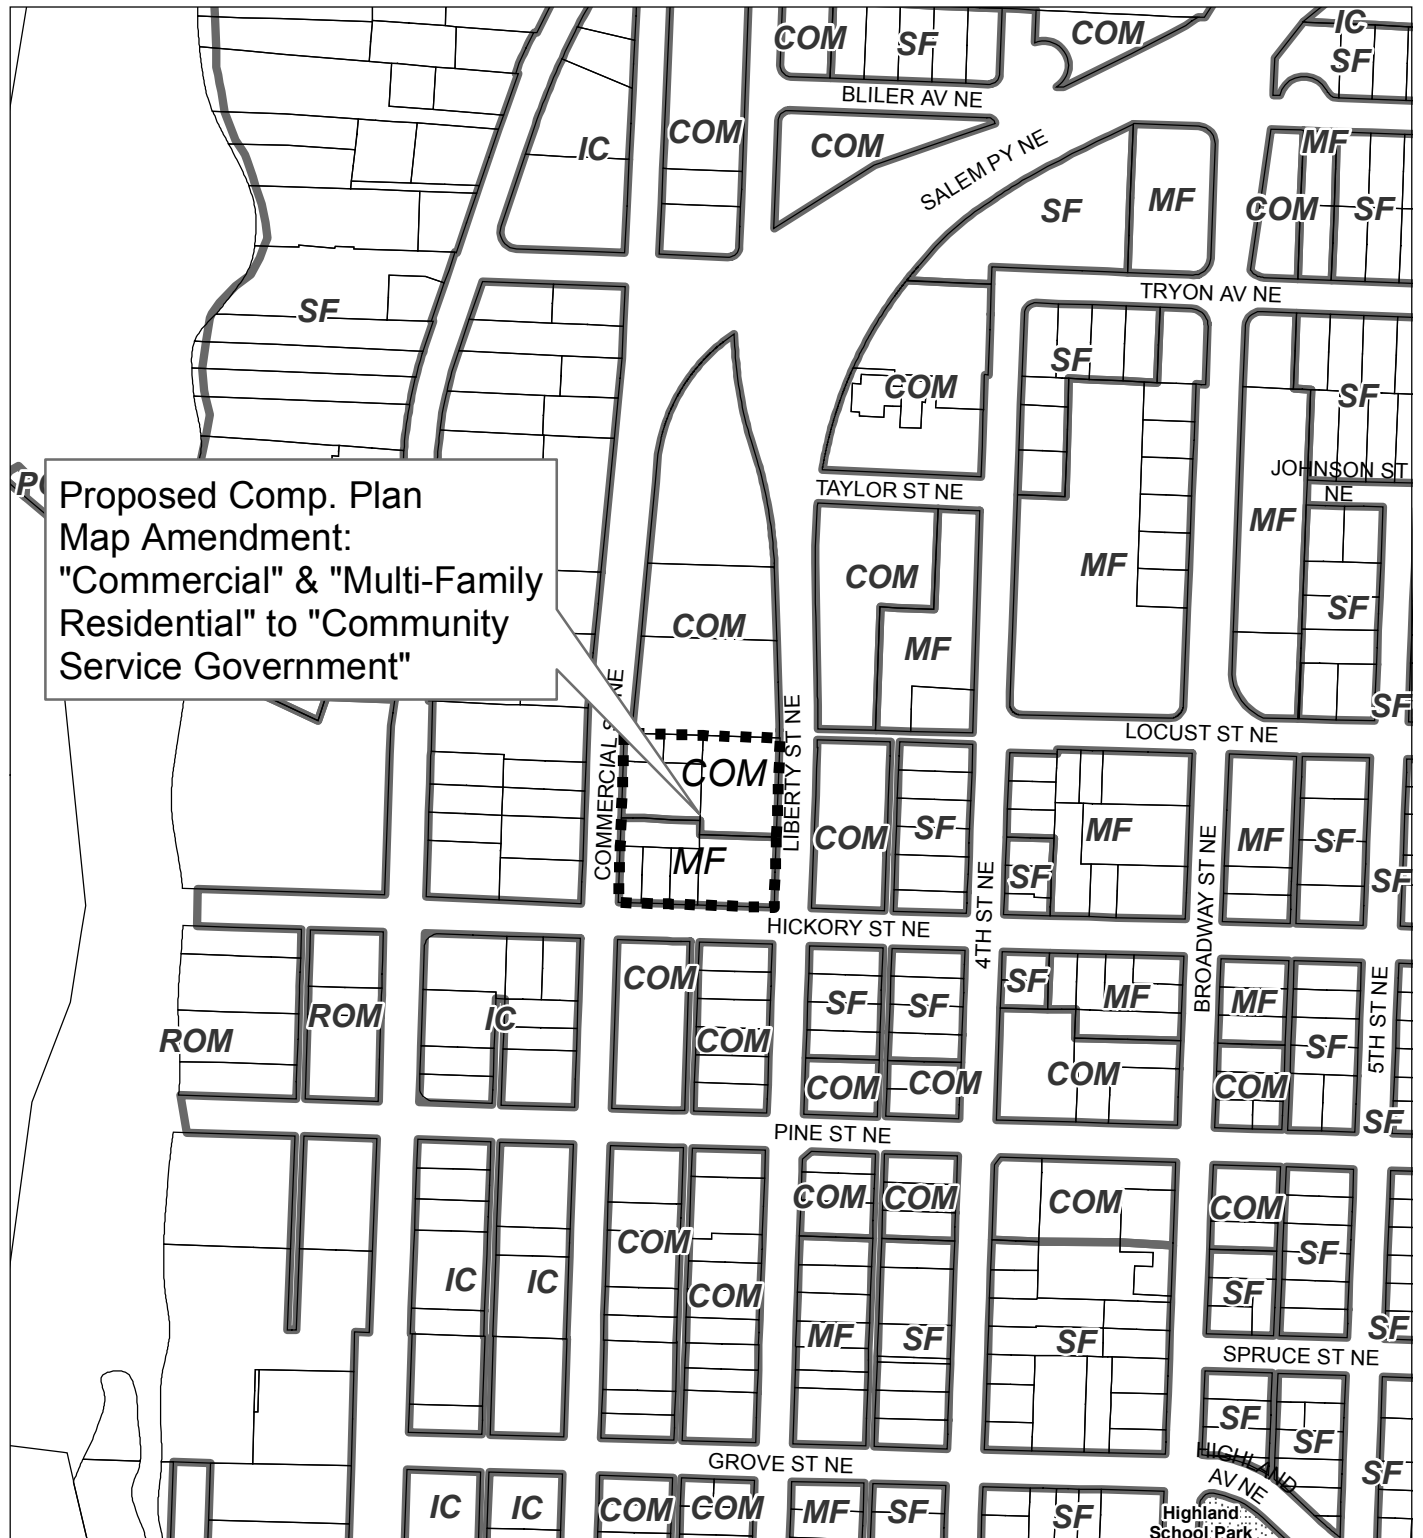 COM
SF
COM
IC
SF
BLILER AV NE
IC
COM
COM
SALEM PY NE
SF
MF
MF
COM
SF
TRYON AV NE
SF
SF
COM
SF
JOHNSON ST
NE
TAYLOR ST NE
Proposed Comp. Plan
Map Amendment:
"Commercial" & "Multi-Family
Residential" to "Community
Service Government"
COM
COM
MF
MF
MF
SF
SF
LOCUST ST NE
LIBERTY ST NE
COM
MF
COM
SF
MF
SF
MF
SF
SF
4TH ST NE
BROADWAY ST NE
HICKORY ST NE
ROM
ROM
IC
COM
COM
SF
SF
COM
COM
SF
MF
COM
MF
COM
SF
5TH ST NE
SF
PINE ST NE
IC
IC
COM
COM
COM
COM
MF
SF
COM
SF
COM
SF
SF
SF
SPRUCE ST NE
SF
SF
SF
HIGHLAND
AV NE
GROVE ST NE
IC
IC
COM
COM
MF
SF
SF
Highland
School Park